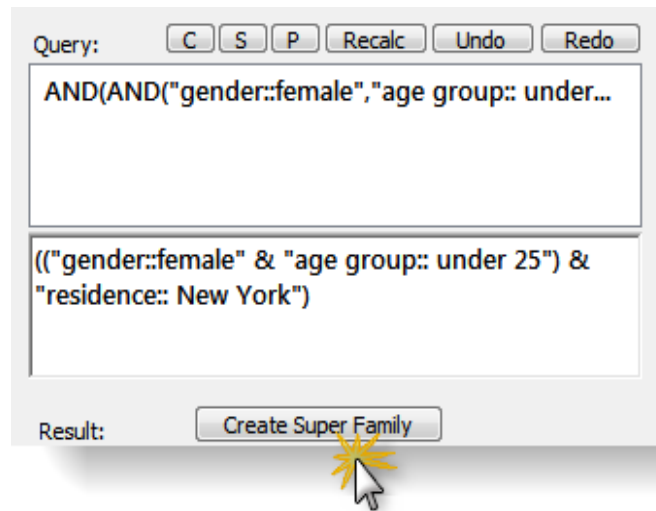 Query: C S P Recalc Undo Redo
AND(AND("gender::female","age group:: under...
(("gender::female" & "age group:: under 25") &
"residence:: New York")
Result: Create Super Family